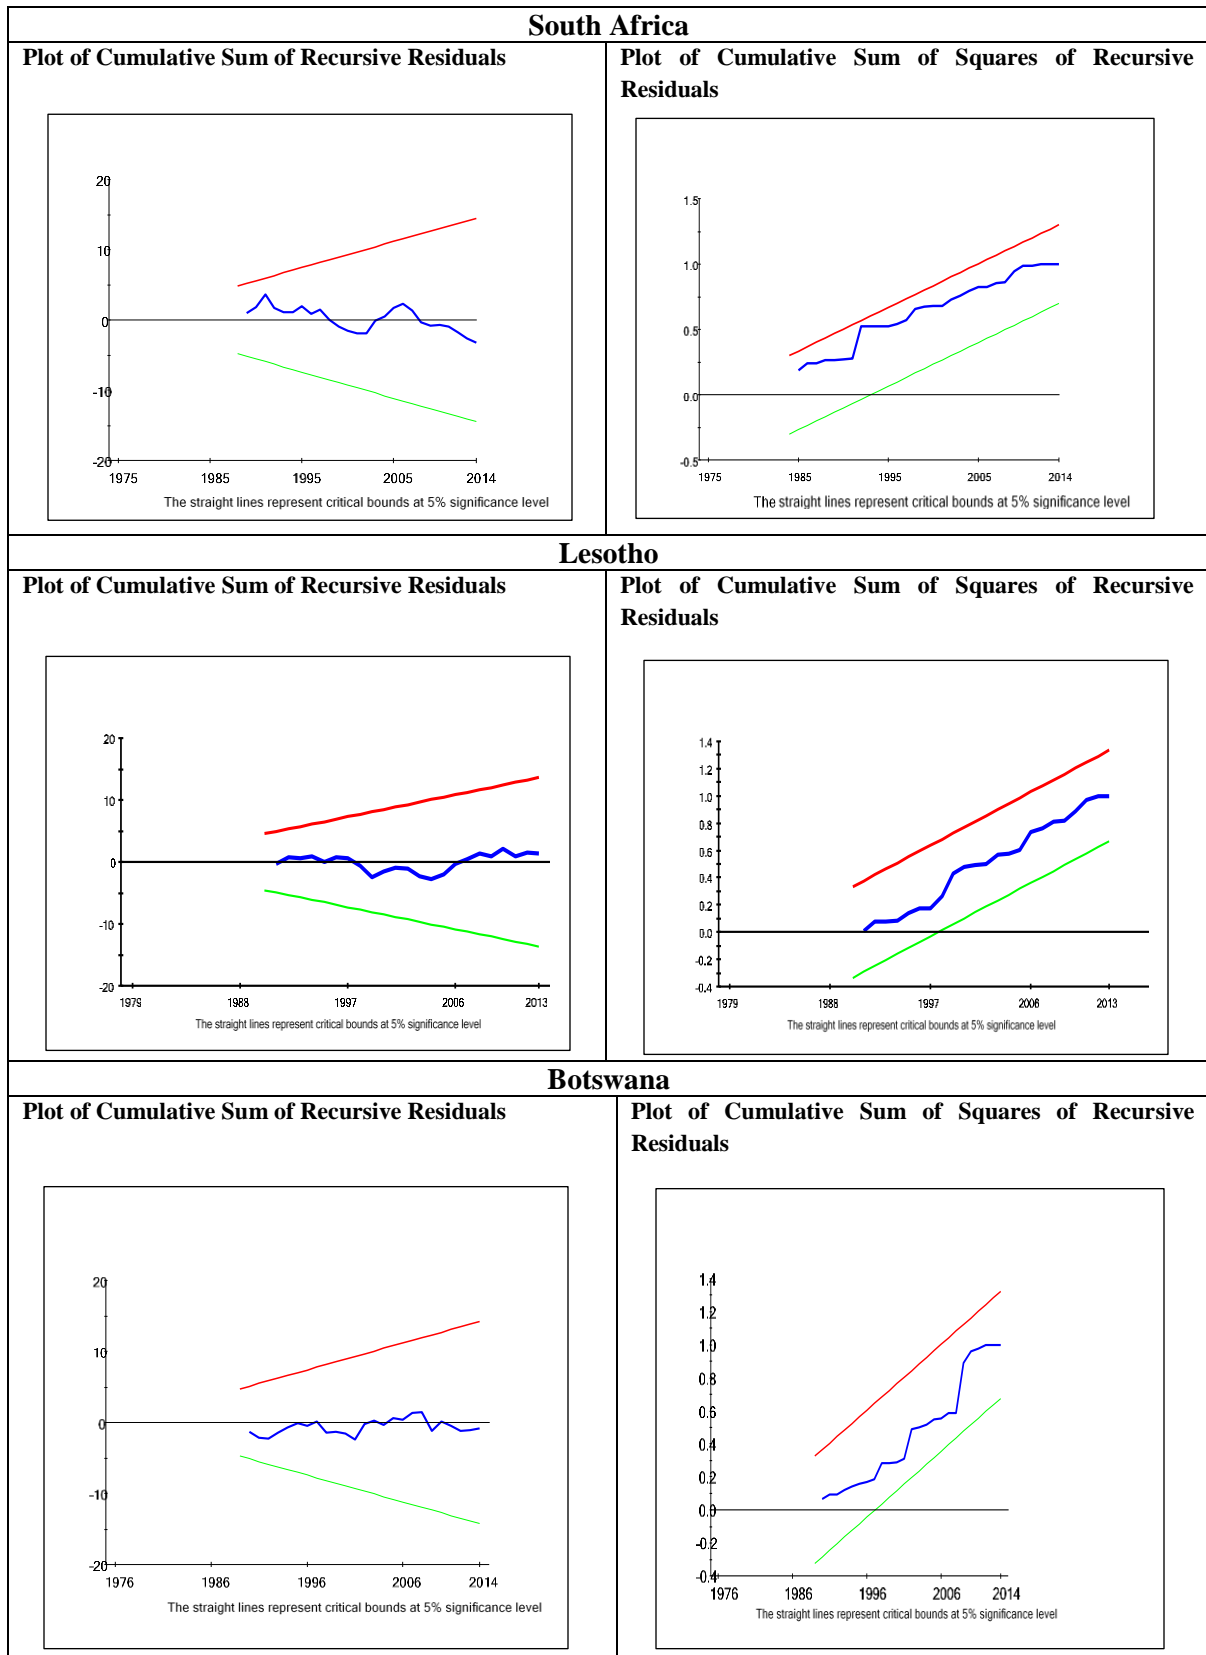 South Africa
Plot of Cumulative Sum of Recursive Residuals
Plot of Cumulative Sum of Squares of Recursive
Residuals
20
10
0
-10
-20
1975 1985 1995 2005 2014
The straight lines represent critical bounds at 5% significance level
1.5
1.0
0.5
0.0
-0.5
1975 1985 1995 2005 2014
The straight lines represent critical bounds at 5% significance level
Lesotho
Plot of Cumulative Sum of Recursive Residuals
Plot of Cumulative Sum of Squares of Recursive
Residuals
20
10
0
-10
-20
1979 1988 1997 2006 2013
The straight lines represent critical bounds at 5% significance level
1.4
1.2
1.0
0.8
0.6
0.4
0.2
0.0
-0.2
-0.4
1979 1988 1997 2006 2013
The straight lines represent critical bounds at 5% significance level
Botswana
Plot of Cumulative Sum of Recursive Residuals
Plot of Cumulative Sum of Squares of Recursive
Residuals
20
10
0
-10
-20
1976 1986 1996 2006 2014
The straight lines represent critical bounds at 5% significance level
1.4
1.2
1.0
0.8
0.6
0.4
0.2
0.0
-0.2
-0.4
1976 1986 1996 2006 2014
The straight lines represent critical bounds at 5% significance level